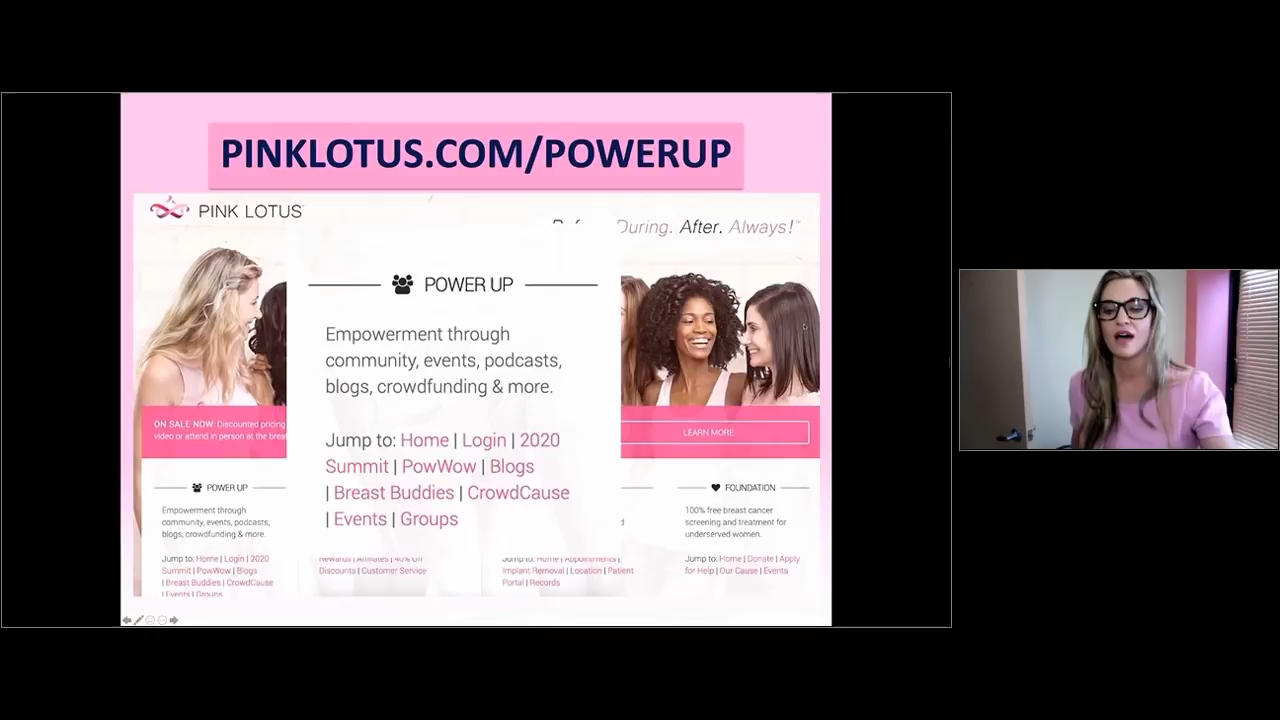 PINKLOTUS.COM/POWERUP
PINK LOTUS
During. After. Always!™
POWER UP
Empowerment through
community, events, podcasts,
blogs, crowdfunding & more.
Jump to: Home | Login | 2020
Summit | PowWow | Blogs
| Breast Buddies | CrowdCause
| Events | Groups
ON SALE NOW: Discounted pricing
video or attend in person at the breas
LEARN MORE
POWER UP
Empowerment through
community, events, podcasts,
blogs, crowdfunding & more.
Jump to: Home | Login | 2020
Summit | PowWow | Blogs
| Breast Buddies | CrowdCause
| Events | Groups
Rewards | Affiliates | 40% Off
Discounts | Customer Service
Jump to: Home | Appointments |
Implant Removal | Location | Patient
Portal | Records
FOUNDATION
100% free breast cancer
screening and treatment for
underserved women.
Jump to: Home | Donate | Apply
for Help | Our Cause | Events